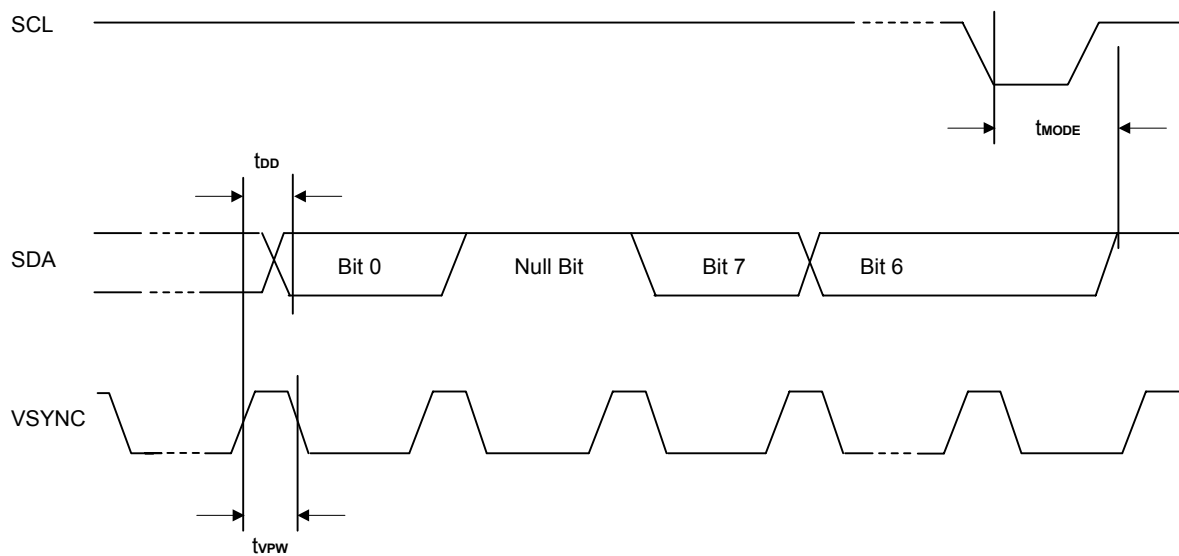 SCL
tMODE
tDD
SDA
Bit 0
Null Bit
Bit 7
Bit 6
VSYNC
tVPW